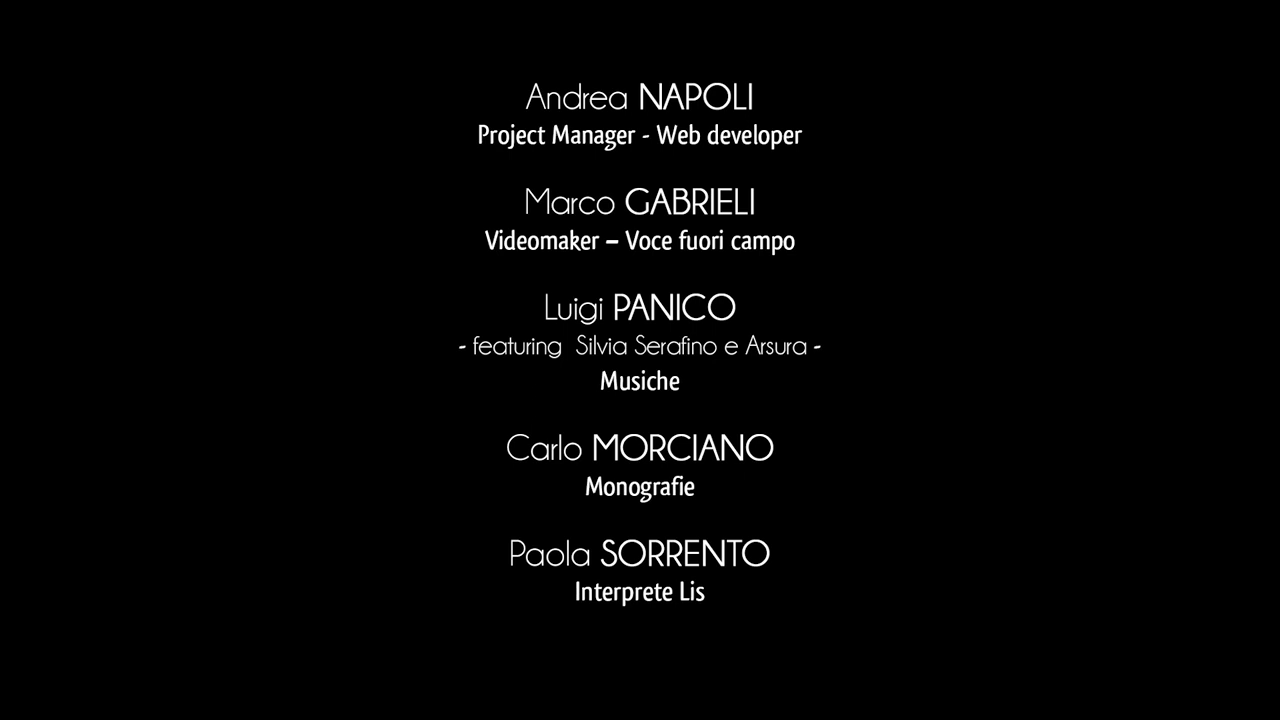 Andrea NAPOLI
Project Manager - Web developer
Marco GABRIELI
Videomaker – Voce fuori campo
Luigi PANICO
- featuring Silvia Serafino e Arsura -
Musiche
Carlo MORCIANO
Monografie
Paola SORRENTO
Interprete Lis